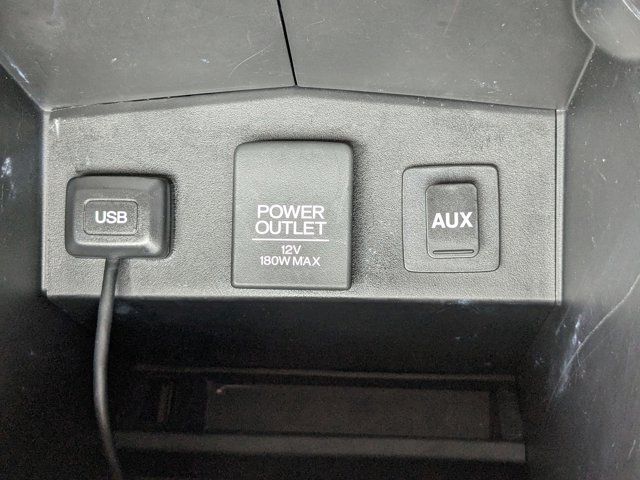 USB
POWER
OUTLET
12V
180W MAX
AUX